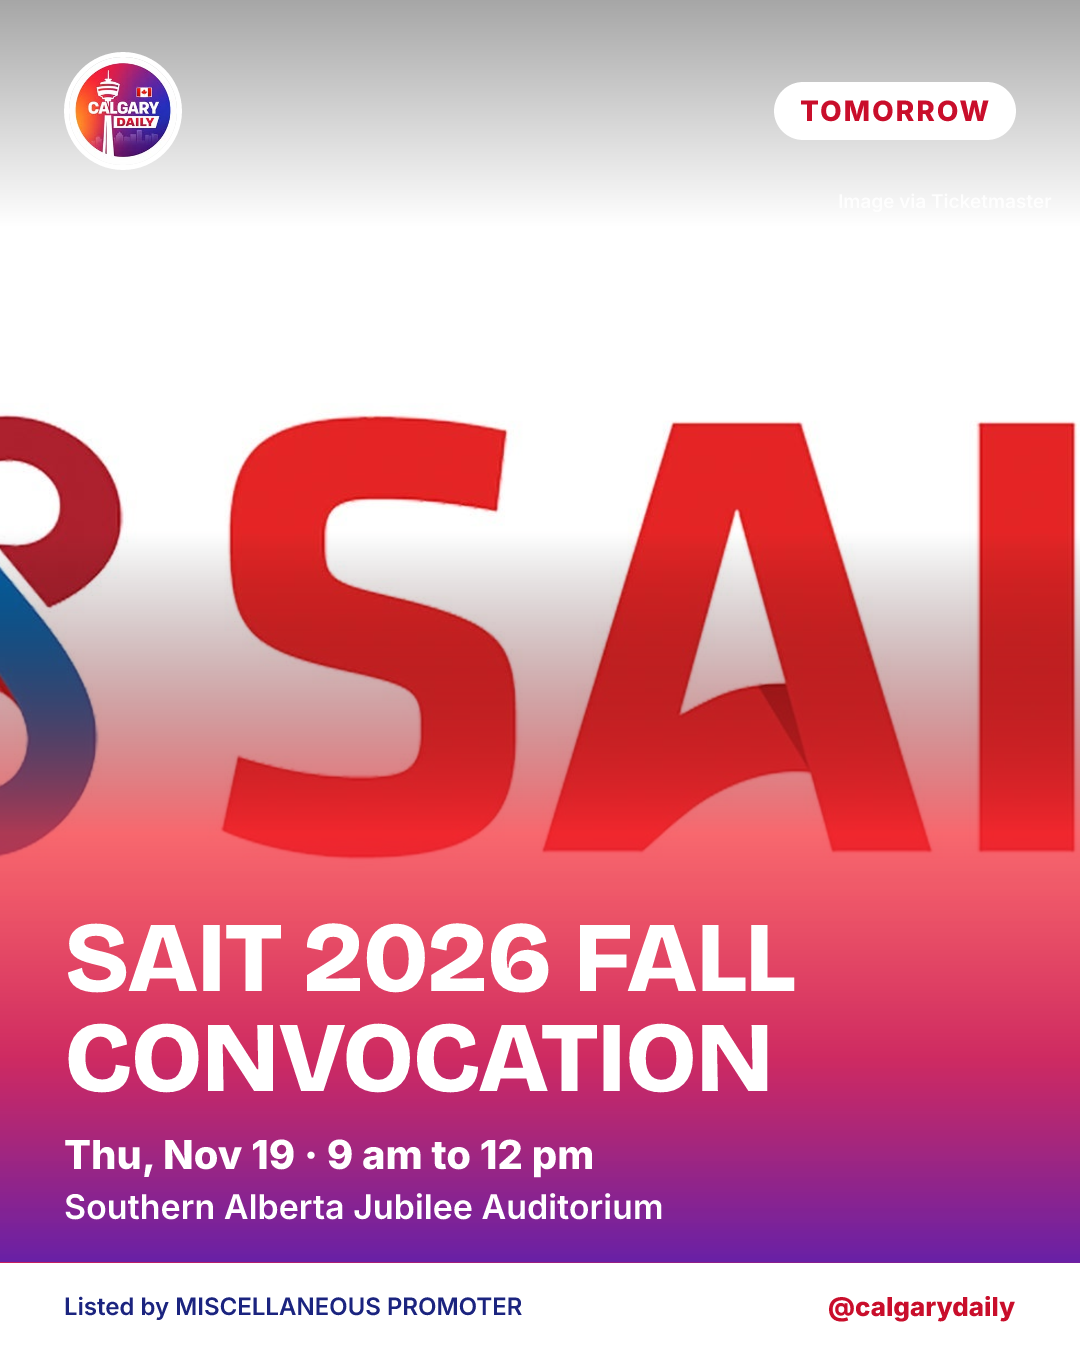 CALGARY
DAILY
TOMORROW
Image via Ticketmaster
SAI
SAIT 2026 FALL
CONVOCATION
Thu, Nov 19 · 9 am to 12 pm
Southern Alberta Jubilee Auditorium
Listed by MISCELLANEOUS PROMOTER
@calgarydaily